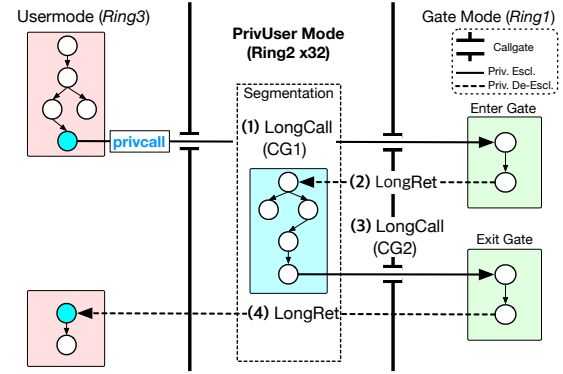 Usermode (Ring3)
PrivUser Mode
(Ring2 x32)
Gate Mode (Ring1)
Callgate
Priv. Escl.
Priv. De-Escl.
Segmentation
Enter Gate
(1) LongCall
(CG1)
privcall
(2) LongRet
(3) LongCall
(CG2)
Exit Gate
(4) LongRet